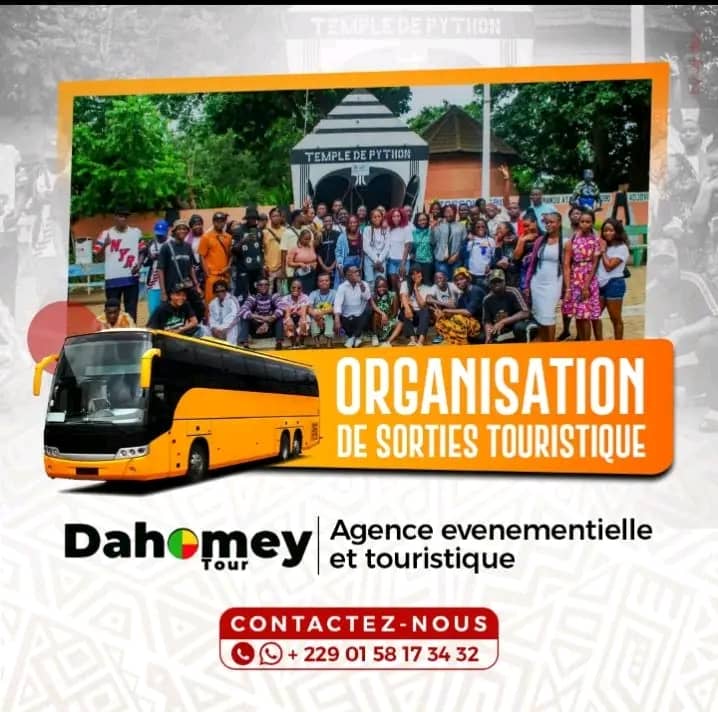 TEMPLE DE PYTHON
TEMPLE DE PYTHON
ORGANISATION
DE SORTIES TOURISTIQUE
Dahomey
Tour
Agence evenementielle
et touristique
CONTACTEZ-NOUS
+ 229 01 58 17 34 32